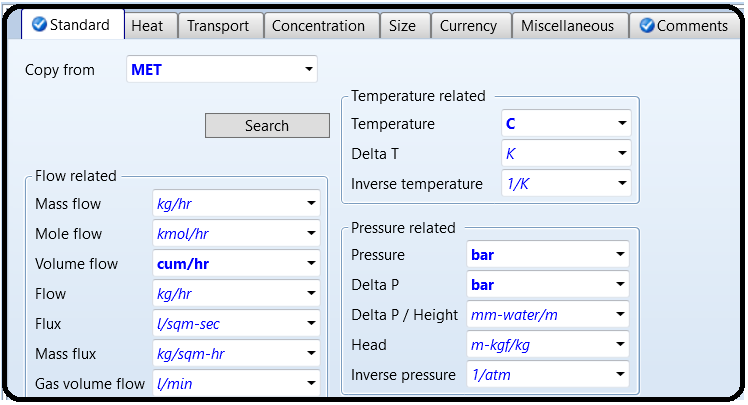 Standard Heat Transport Concentration Size Currency Miscellaneous Comments
Copy from MET
Search
Flow related
Mass flow kg/hr
Mole flow kmol/hr
Volume flow cum/hr
Flow kg/hr
Flux l/sqm-sec
Mass flux kg/sqm-hr
Gas volume flow l/min
Temperature related
Temperature C
Delta T K
Inverse temperature 1/K
Pressure related
Pressure bar
Delta P bar
Delta P / Height mm-water/m
Head m-kgf/kg
Inverse pressure 1/atm